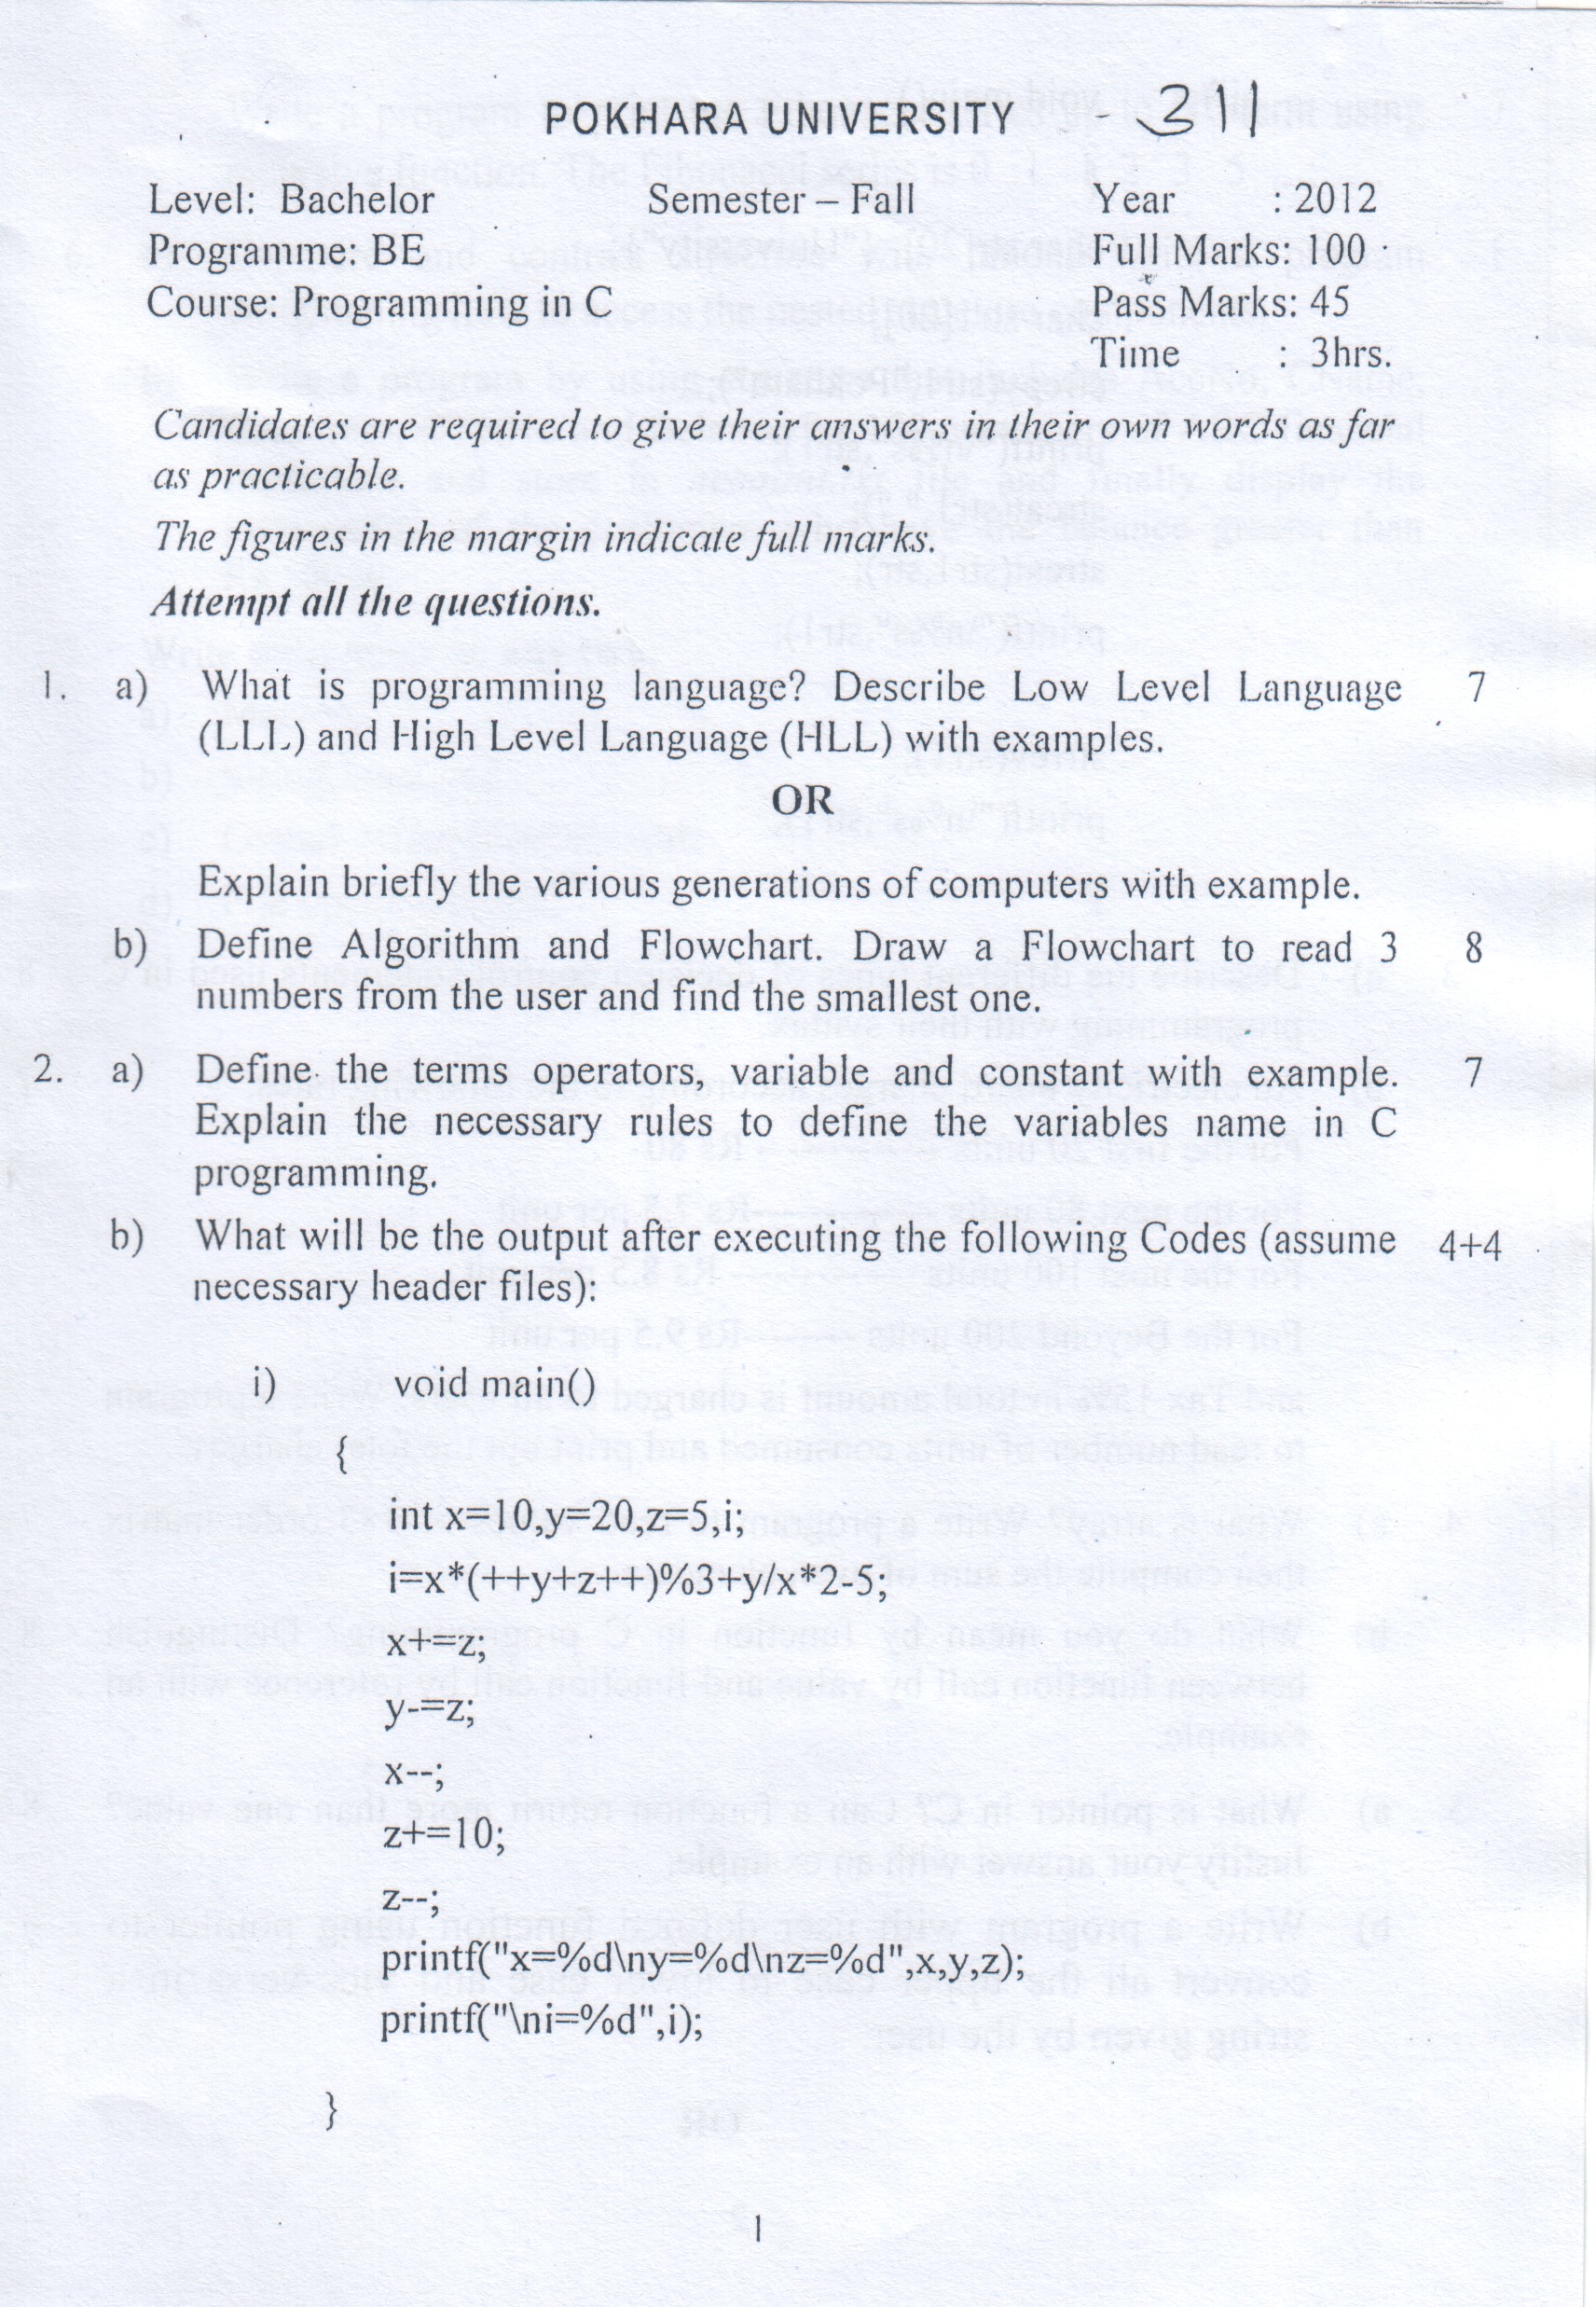 POKHARA UNIVERSITY - 311
Level: Bachelor Semester – Fall Year : 2012
Programme: BE Full Marks: 100
Course: Programming in C Pass Marks: 45
Time : 3hrs.
Candidates are required to give their answers in their own words as far
as practicable.
The figures in the margin indicate full marks.
Attempt all the questions.
1. a) What is programming language? Describe Low Level Language 7
(LLL) and High Level Language (HLL) with examples.
OR
Explain briefly the various generations of computers with example.
b) Define Algorithm and Flowchart. Draw a Flowchart to read 3 8
numbers from the user and find the smallest one.
2. a) Define the terms operators, variable and constant with example. 7
Explain the necessary rules to define the variables name in C
programming.
b) What will be the output after executing the following Codes (assume 4+4
necessary header files):
i) void main()
{
int x=10,y=20,z=5,i;
i=x*(++y+z++)%3+y/x*2-5;
x+=z;
y-=z;
x--;
z+=10;
z--;
printf("x=%d\ny=%d\nz=%d",x,y,z);
printf("\ni=%d",i);
}
1